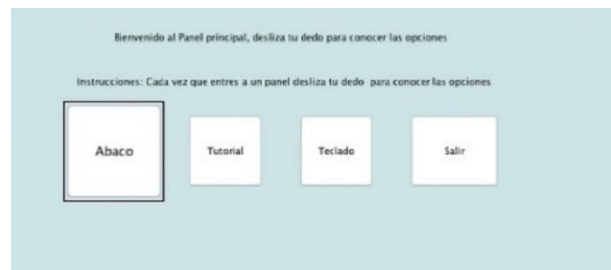 Bienvenido al Panel principal, desliza tu dedo para conocer las opciones
Instrucciones: Cada vez que entres a un panel desliza tu dedo para conocer las opciones
Abaco
Tutorial
Teclado
Salir